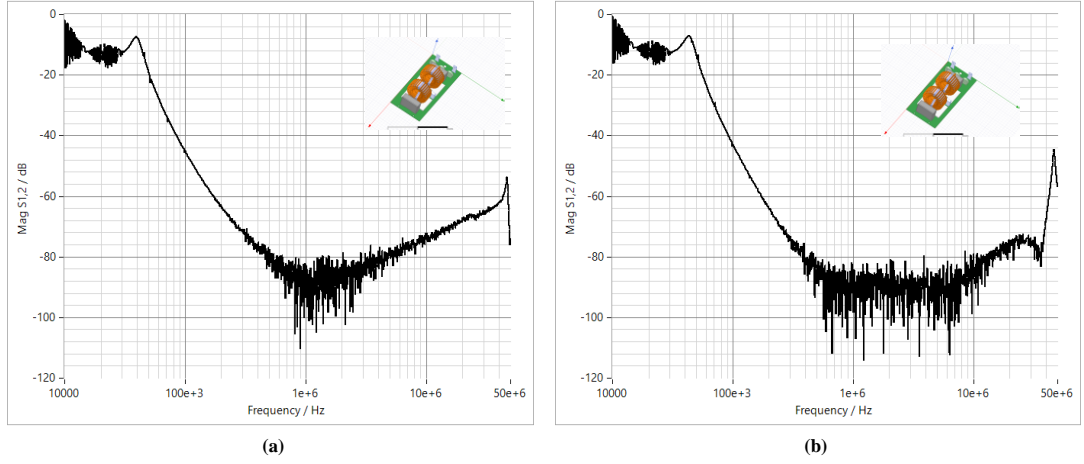 0
-20
-40
-60
-80
-100
-120
Mag S1,2 / dB
10000
100e+3
1e+6
10e+6
50e+6
Frequency / Hz
(a)
0
-20
-40
-60
-80
-100
-120
Mag S1,2 / dB
10000
100e+3
1e+6
10e+6
50e+6
Frequency / Hz
(b)